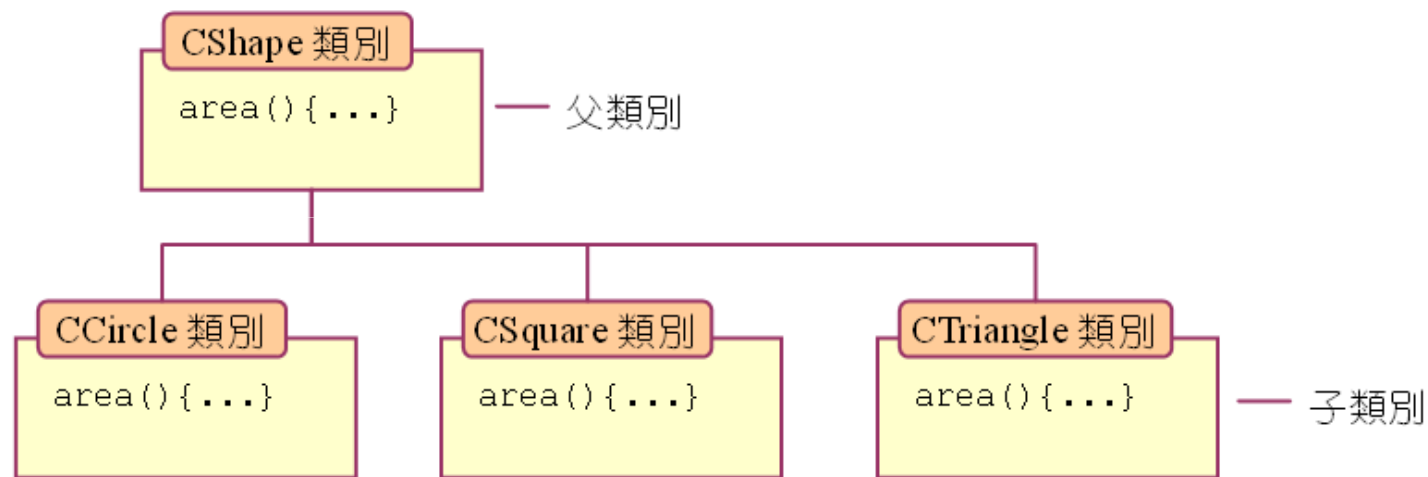 CShape 類別
area(){...}
父類別
CCircle 類別
CSquare 類別
CTriangle 類別
area(){...}
area(){...}
area(){...}
子類別